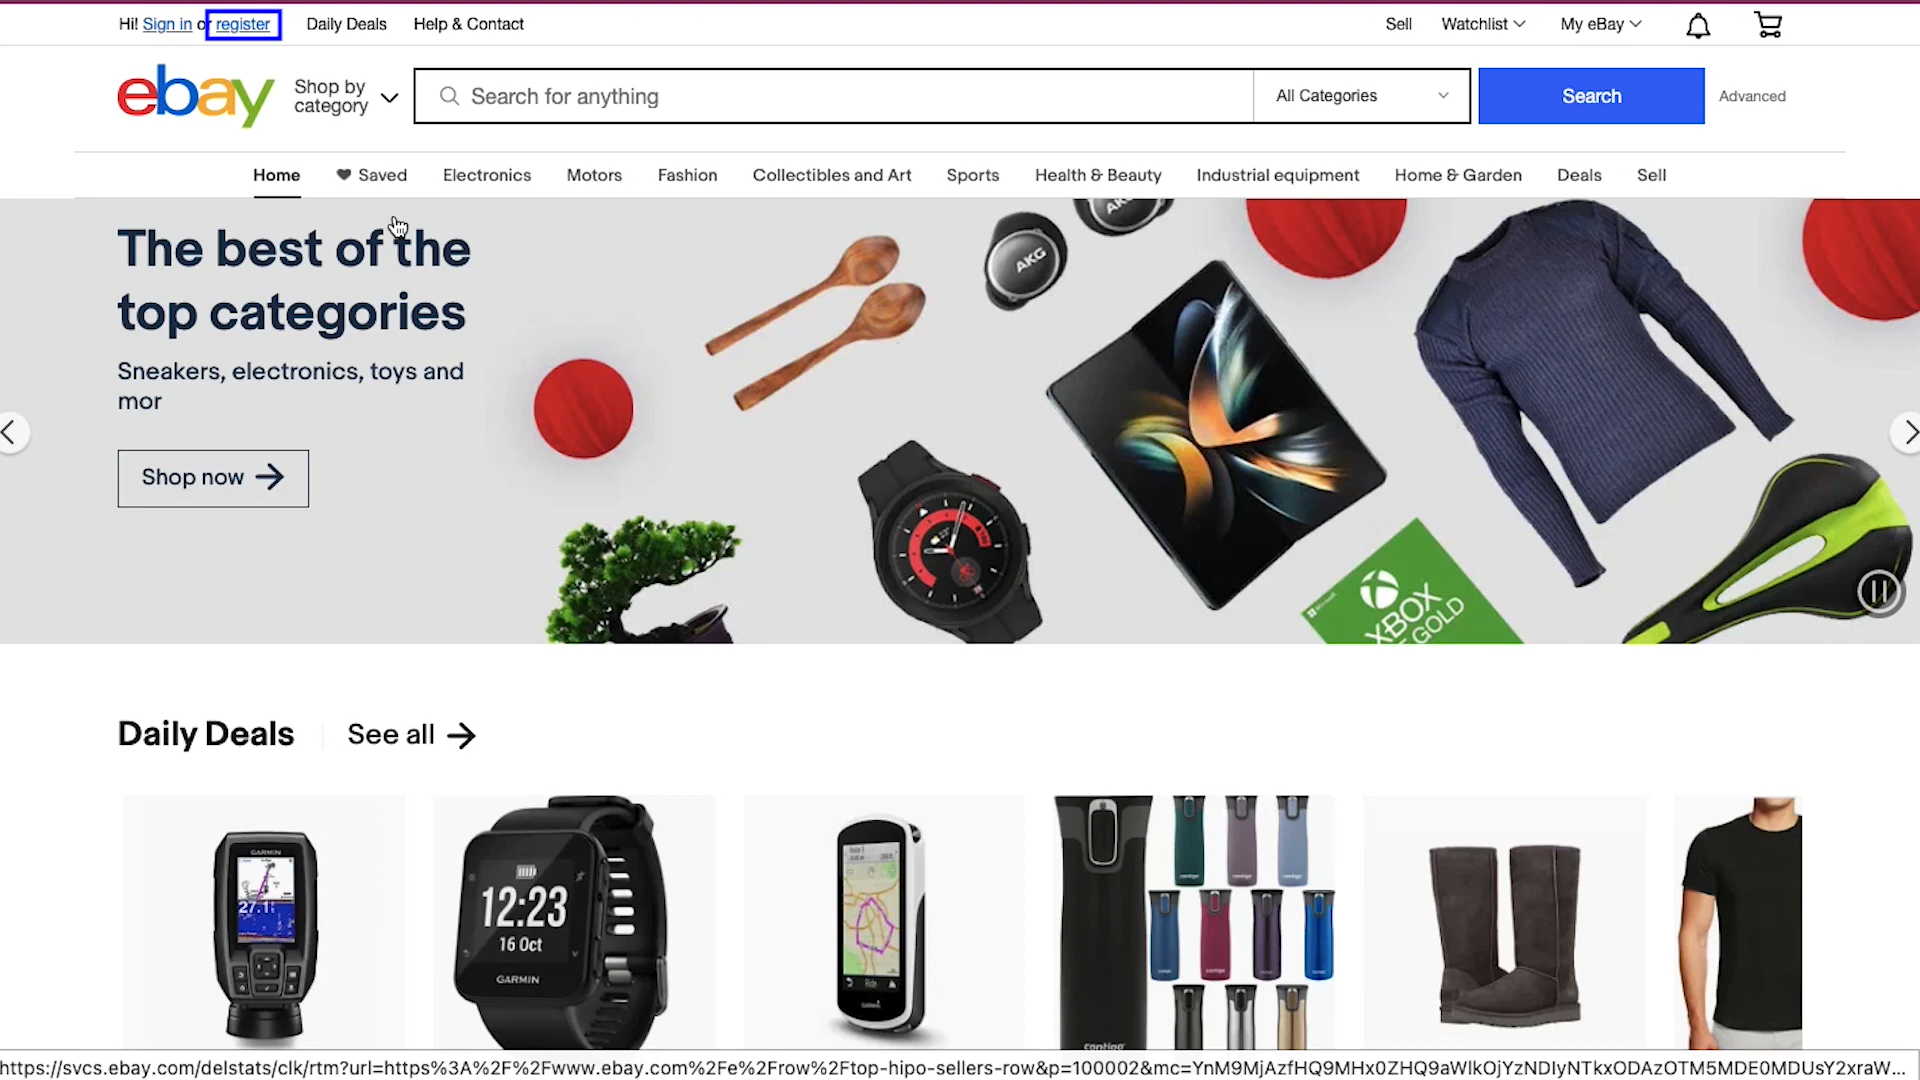 Hi! Sign in or register Daily Deals Help & Contact Sell Watchlist My eBay
ebay Shop by category Search for anything All Categories Search Advanced
Home Saved Electronics Motors Fashion Collectibles and Art Sports Health & Beauty Industrial equipment Home & Garden Deals Sell
The best of the
top categories
Sneakers, electronics, toys and
mor
Shop now
AKG
AKG
XBOX
GOLD
Daily Deals See all
GARMIN
27.1
12:23
16 Oct
GARMIN
contigo
https://svcs.ebay.com/delstats/clk/rtm?url=https%3A%2F%2Fwww.ebay.com%2Fe%2Frow%2Ftop-hipo-sellers-row&p=100002&mc=YnM9MjAzfHQ9MHx0ZHQ9aWlkOjYzNDIyNTkxODAzOTM5MDE0MDUsY2xraW...